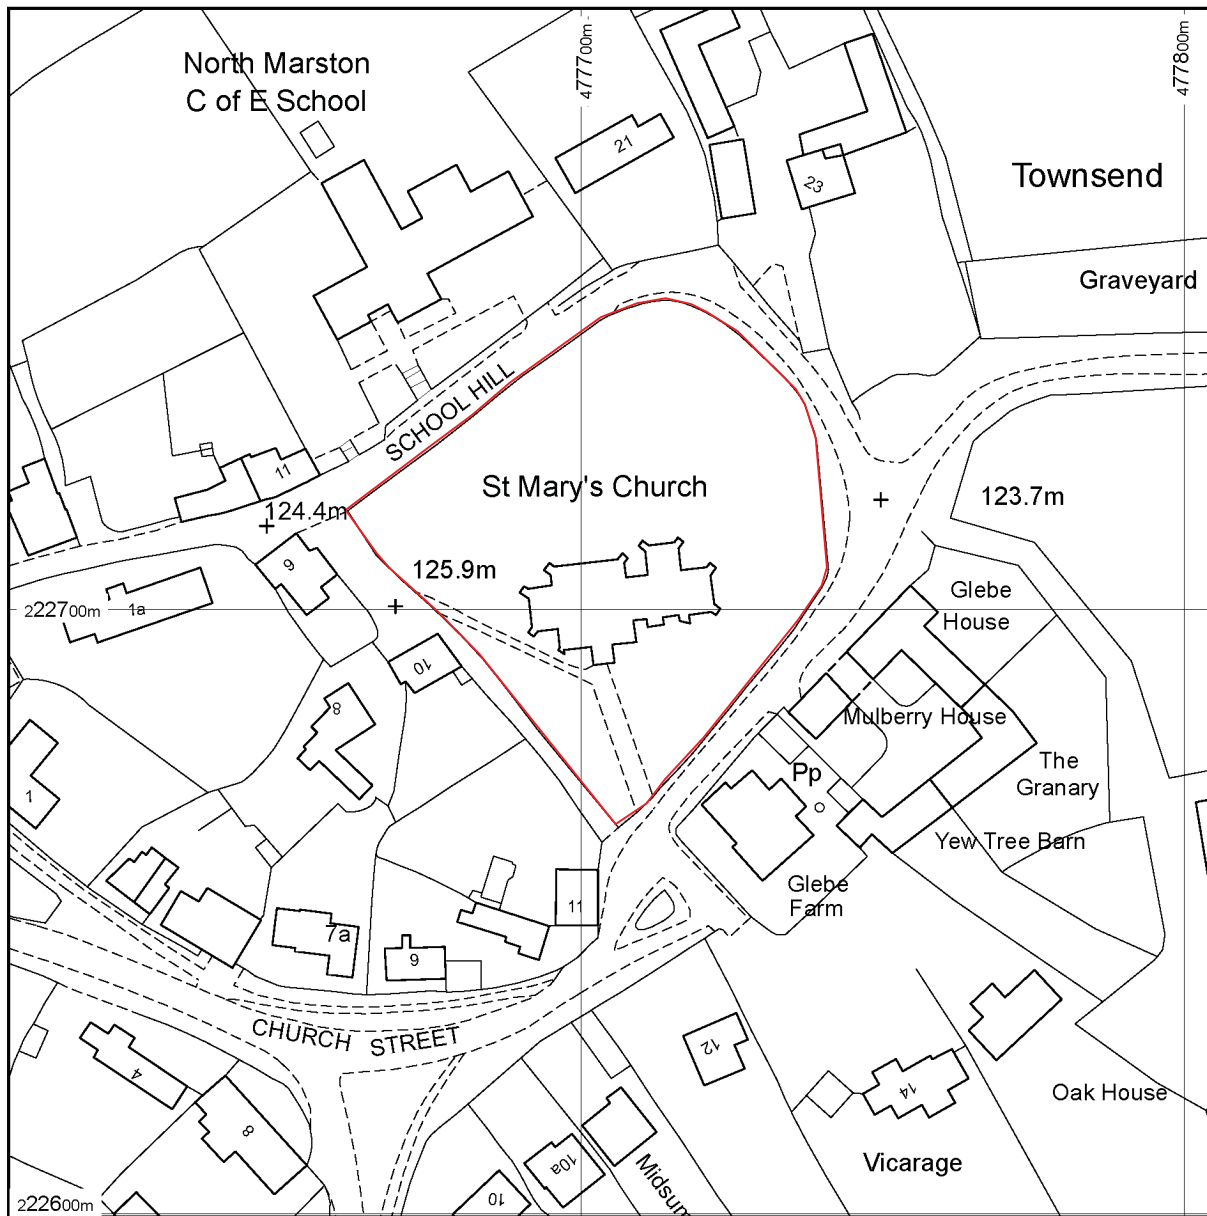 North Marston
C of E School
477700m
477800m
21
23
Townsend
Graveyard
SCHOOL HILL
11
St Mary's Church
124.4m
123.7m
9
125.9m
Glebe
House
222700m
1a
10
8
Mulberry House
The
Granary
Pp
1
Yew Tree Barn
Glebe
Farm
11
7a
9
CHURCH STREET
12
4
14
Oak House
8
10a
Midsum
Vicarage
10
222600m